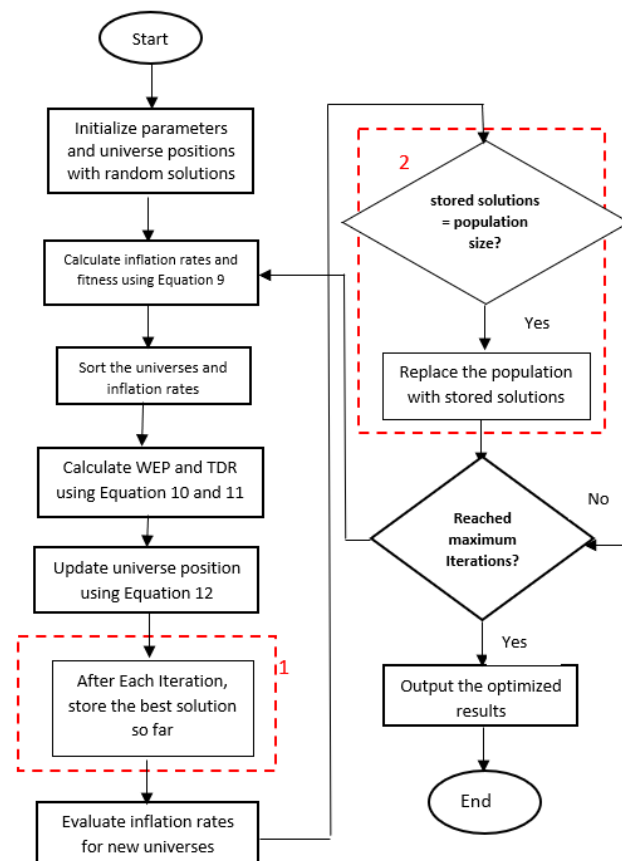 Start
Initialize parameters
and universe positions
with random solutions
Calculate inflation rates and
fitness using Equation 9
Sort the universes and
inflation rates
Calculate WEP and TDR
using Equation 10 and 11
Update universe position
using Equation 12
1
After Each Iteration,
store the best solution
so far
Evaluate inflation rates
for new universes
2
stored solutions
= population
size?
Yes
Replace the population
with stored solutions
No
Reached
maximum
Iterations?
Yes
Output the optimized
results
End